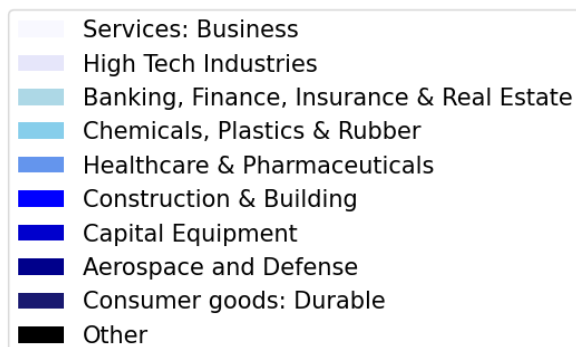 Services: Business
High Tech Industries
Banking, Finance, Insurance & Real Estate
Chemicals, Plastics & Rubber
Healthcare & Pharmaceuticals
Construction & Building
Capital Equipment
Aerospace and Defense
Consumer goods: Durable
Other